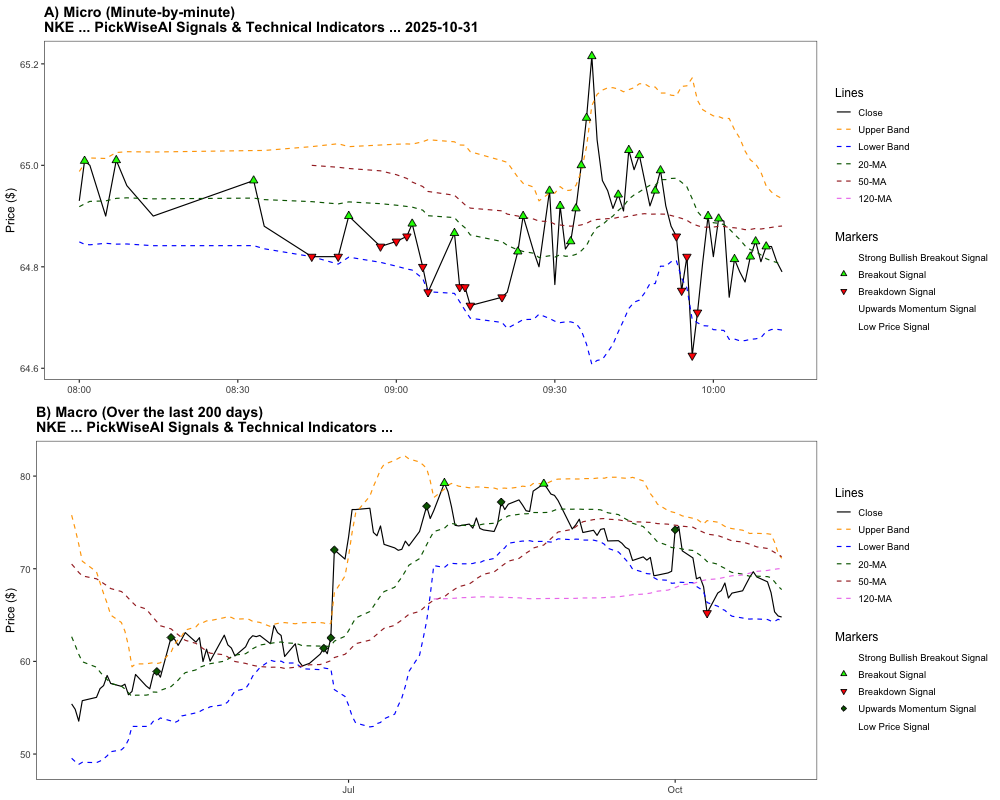 A) Micro (Minute-by-minute)
NKE ... PickWiseAI Signals & Technical Indicators ... 2025-10-31
Price ($)
65.2
65.0
64.8
64.6
08:00
08:30
09:00
09:30
10:00
Lines
Close
Upper Band
Lower Band
20-MA
50-MA
120-MA
Markers
Strong Bullish Breakout Signal
Breakout Signal
Breakdown Signal
Upwards Momentum Signal
Low Price Signal
B) Macro (Over the last 200 days)
NKE ... PickWiseAI Signals & Technical Indicators ...
Price ($)
80
70
60
50
Jul
Oct
Lines
Close
Upper Band
Lower Band
20-MA
50-MA
120-MA
Markers
Strong Bullish Breakout Signal
Breakout Signal
Breakdown Signal
Upwards Momentum Signal
Low Price Signal